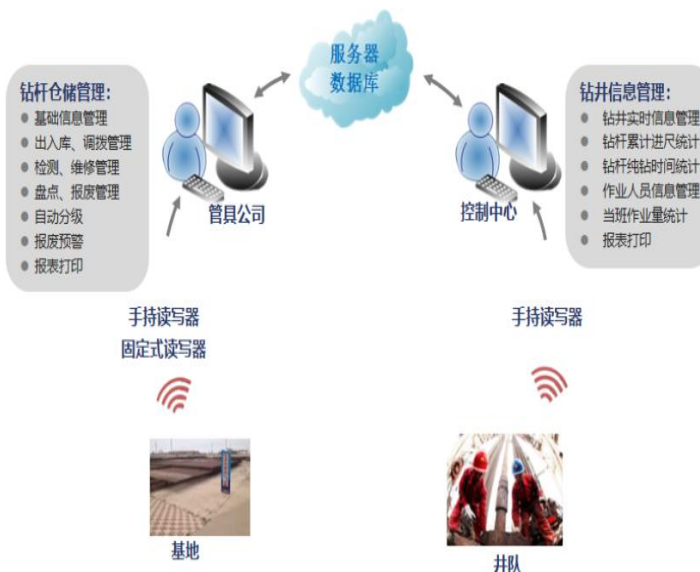 服务器
数据库
钻杆仓储管理：
基础信息管理
出入库、调拨管理
检测、维修管理
盘点、报废管理
自动分级
报废预警
报表打印
管具公司
控制中心
钻井信息管理：
钻井实时信息管理
钻杆累计进尺统计
钻杆纯钻时间统计
作业人员信息管理
当班作业量统计
报表打印
手持读写器
固定式读写器
手持读写器
基地
井队